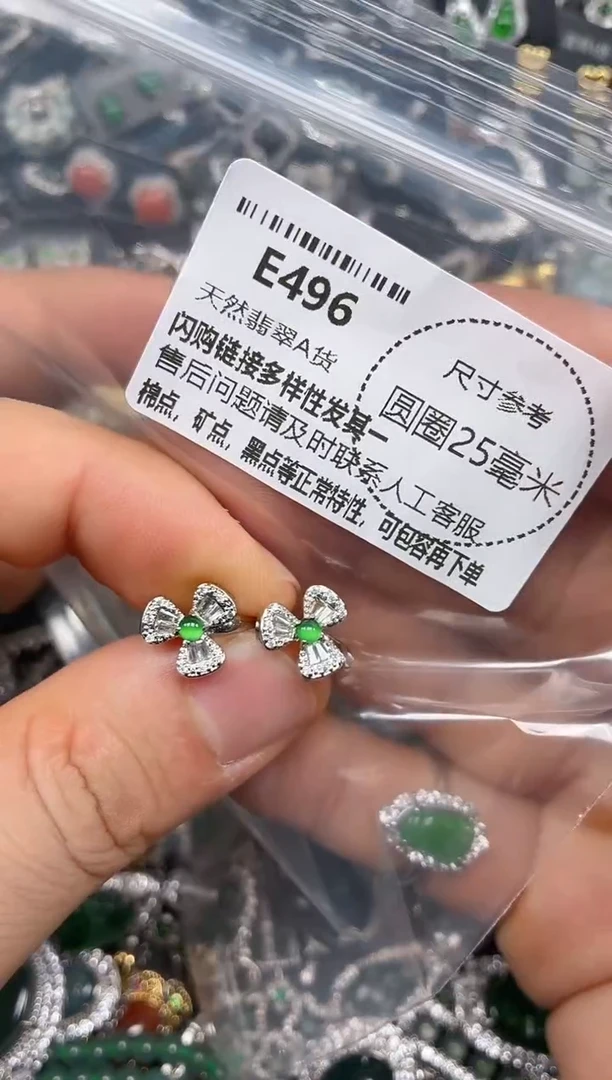 E496
天然翡翠A货
闪购链接多样性发其一
售后问题请及时联系人工客服
棉点，矿点，黑点等正常特性，可包容再下单
尺寸参考
圆圈25毫米